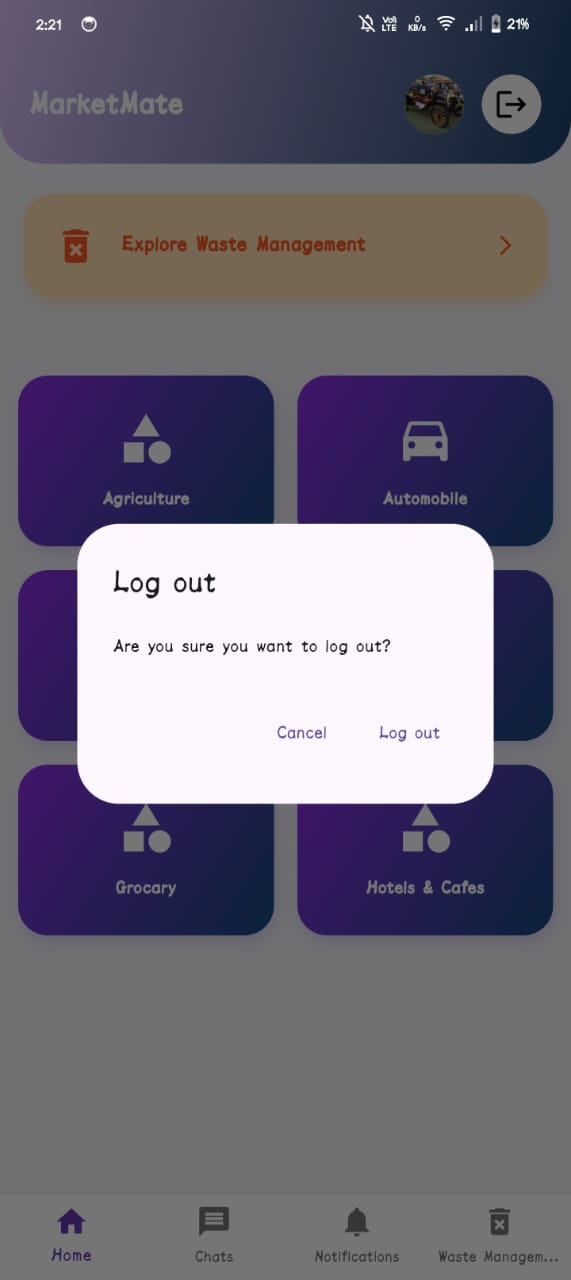 2:21
Vo) LTE
0 KB/s
21%
MarketMate
Explore Waste Management
Agriculture
Automobile
Log out
Are you sure you want to log out?
Cancel
Log out
Grocary
Hotels & Cafes
Home
Chats
Notifications
Waste Managem...